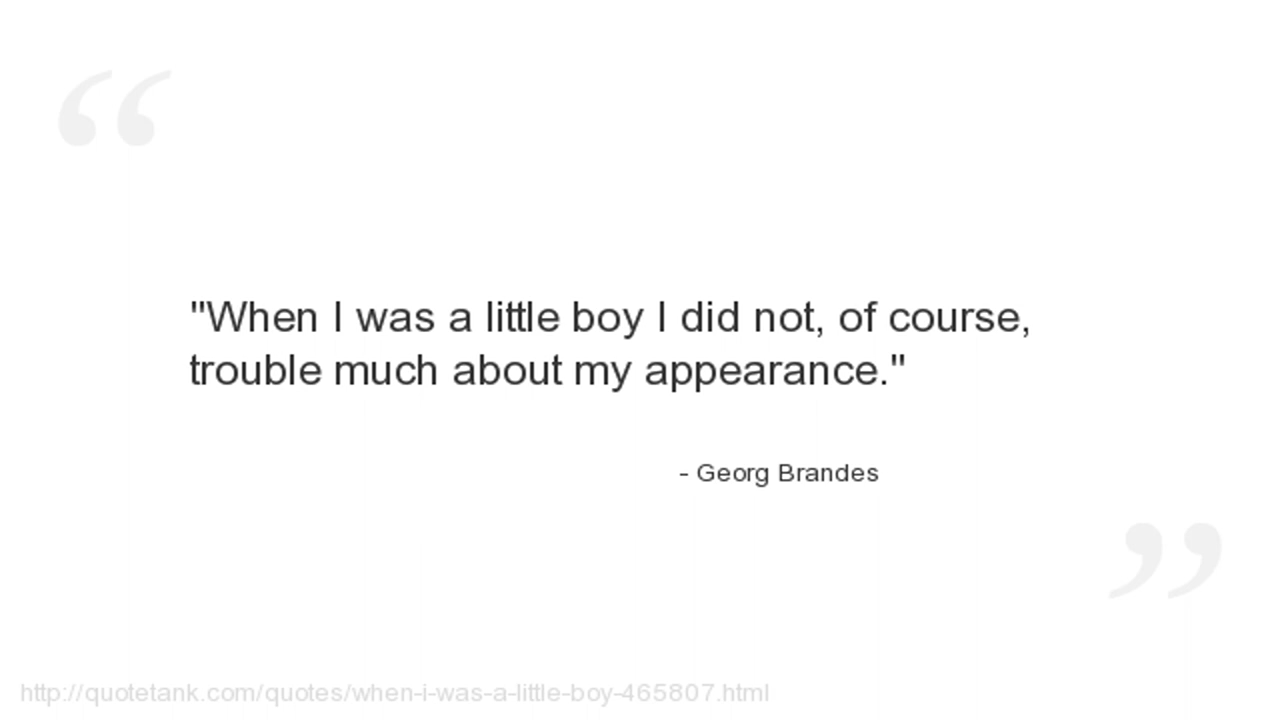 "When I was a little boy I did not, of course,
trouble much about my appearance."
- Georg Brandes
http://quotetank.com/quotes/when-i-was-a-little-boy-465807.html